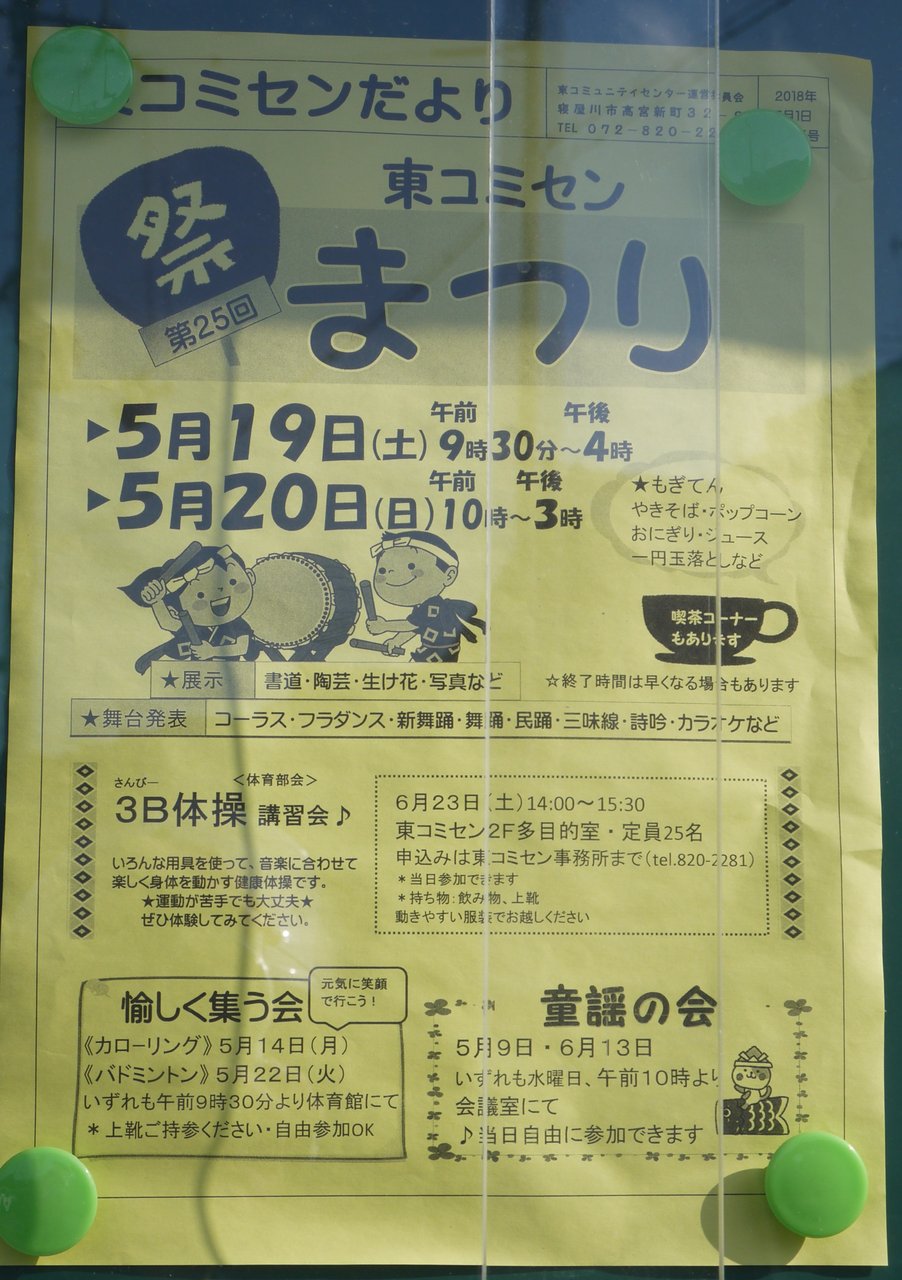 コミセンだより
東コミュニティセンター運営委員会
寝屋川市高宮新町32-
TEL 072-820-22
2018年
月1日
号
祭
第25回
東コミセン
まつり
▶5月19日(土) 午前9時30分~午後4時
▶5月20日(日) 午前10時~午後3時
★もぎてん
やきそば・ポップコーン
おにぎり・ジュース
一円玉落としなど
喫茶コーナー
もあります
★展示 書道・陶芸・生け花・写真など
☆終了時間は早くなる場合もあります
★舞台発表 コーラス・フラダンス・新舞踊・舞踊・民踊・三味線・詩吟・カラオケなど
さんびー
<体育部会>
3B体操 講習会♪
いろんな用具を使って、音楽に合わせて
楽しく身体を動かす健康体操です。
★運動が苦手でも大丈夫★
ぜひ体験してみてください。
6月23日(土)14:00~15:30
東コミセン2F多目的室・定員25名
申込みは東コミセン事務所まで(tel.820-2281)
*当日参加できます
*持ち物:飲み物、上靴
動きやすい服装でお越しください
愉しく集う会
元気に笑顔
で行こう!
《カローリング》5月14日(月)
《バドミントン》5月22日(火)
いずれも午前9時30分より体育館にて
*上靴ご持参ください・自由参加OK
童謡の会
5月9日・6月13日
いずれも水曜日、午前10時より
会議室にて
♪当日自由に参加できます